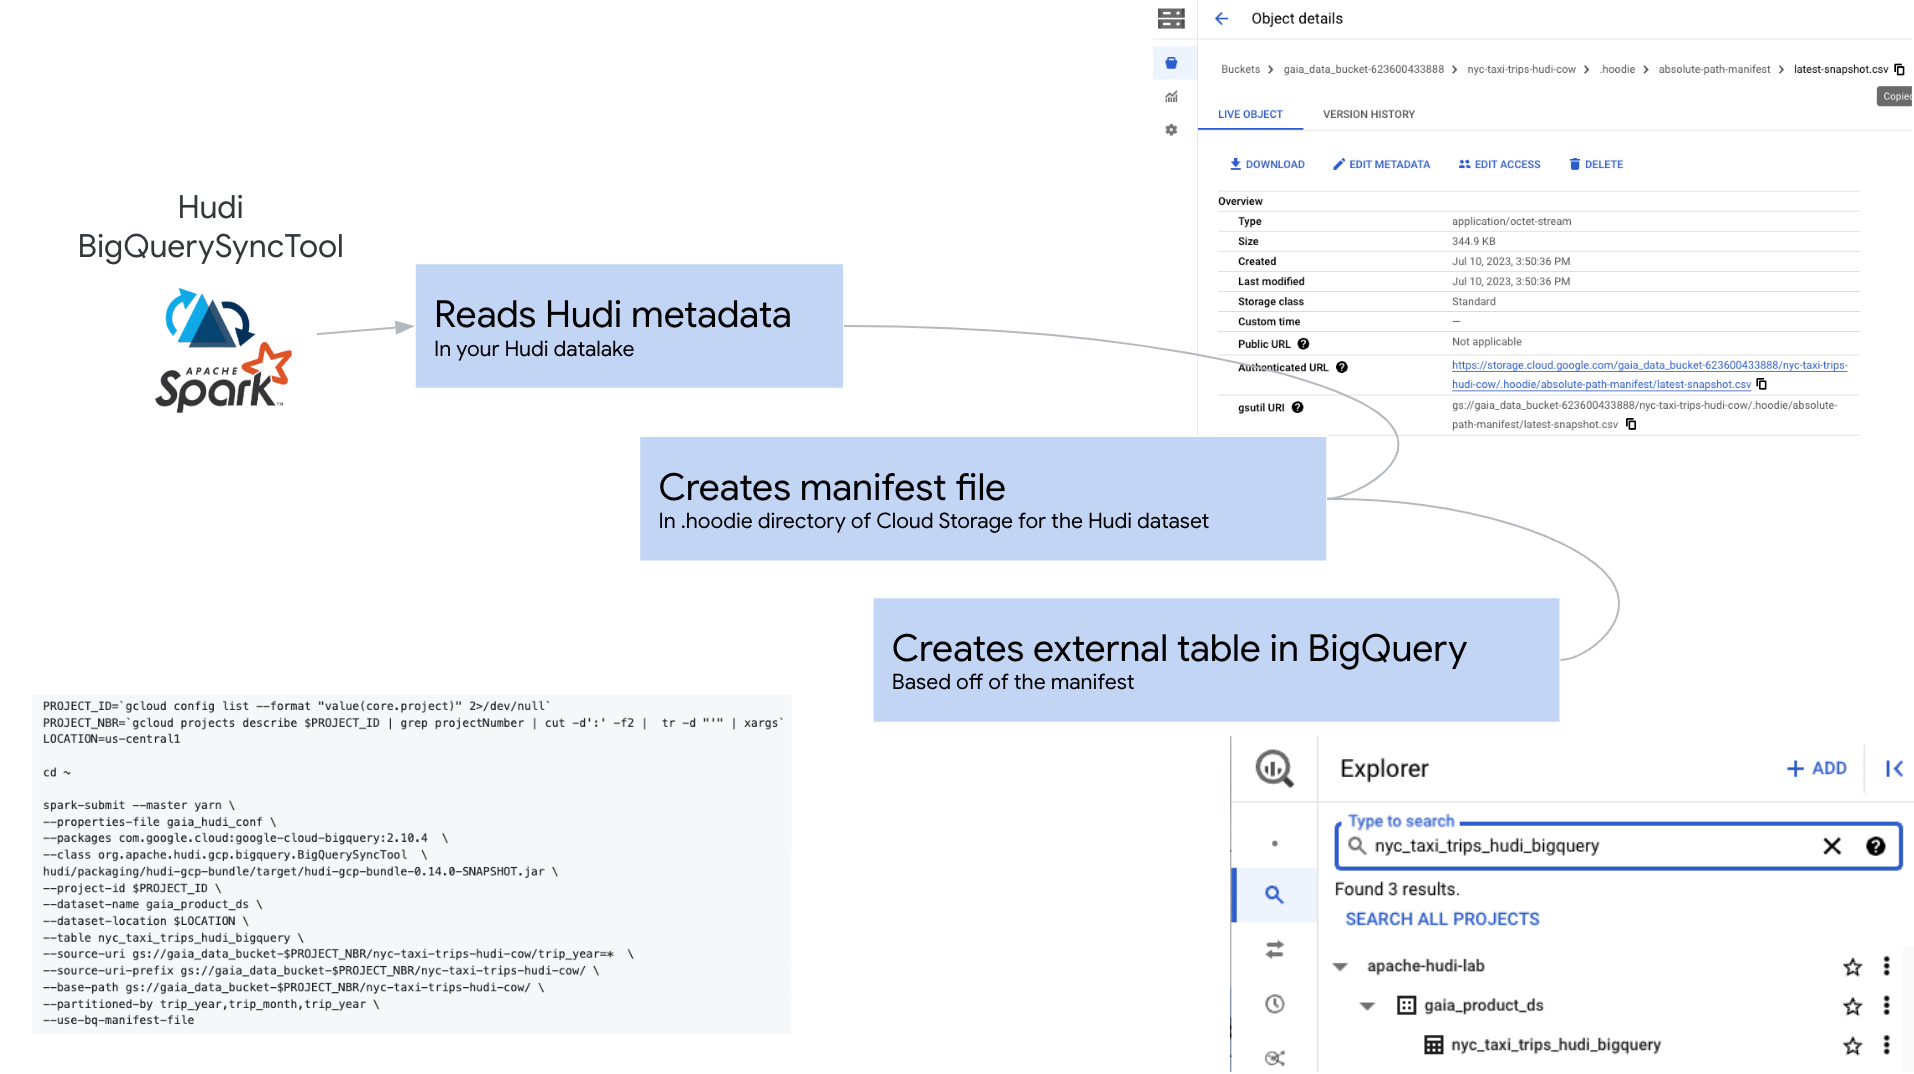 Object details
Buckets > gaia_data_bucket-623600433888 > nyc-taxi-trips-hudi-cow > .hoodie > absolute-path-manifest > latest-snapshot.csv
LIVE OBJECT VERSION HISTORY
DOWNLOAD EDIT METADATA EDIT ACCESS DELETE
Overview
Type application/octet-stream
Size 344.9 KB
Created Jul 10, 2023, 3:50:36 PM
Last modified Jul 10, 2023, 3:50:36 PM
Storage class Standard
Custom time —
Public URL Not applicable
Authenticated URL https://storage.cloud.google.com/gaia_data_bucket-623600433888/nyc-taxi-trips-
hudi-cow/.hoodie/absolute-path-manifest/latest-snapshot.csv
gsutil URI gs://gaia_data_bucket-623600433888/nyc-taxi-trips-hudi-cow/.hoodie/absolute-
path-manifest/latest-snapshot.csv
Hudi
BigQuerySyncTool
APACHE
Spark™
Reads Hudi metadata
In your Hudi datalake
Creates manifest file
In .hoodie directory of Cloud Storage for the Hudi dataset
Creates external table in BigQuery
Based off of the manifest
PROJECT_ID=`gcloud config list --format "value(core.project)" 2>/dev/null`
PROJECT_NBR=`gcloud projects describe $PROJECT_ID | grep projectNumber | cut -d':' -f2 |  tr -d "'" | xargs`
LOCATION=us-central1
cd ~
spark-submit --master yarn \
--properties-file gaia_hudi_conf \
--packages com.google.cloud:google-cloud-bigquery:2.10.4  \
--class org.apache.hudi.gcp.bigquery.BigQuerySyncTool  \
hudi/packaging/hudi-gcp-bundle/target/hudi-gcp-bundle-0.14.0-SNAPSHOT.jar \
--project-id $PROJECT_ID \
--dataset-name gaia_product_ds \
--dataset-location $LOCATION \
--table nyc_taxi_trips_hudi_bigquery \
--source-uri gs://gaia_data_bucket-$PROJECT_NBR/nyc-taxi-trips-hudi-cow/trip_year=*  \
--source-uri-prefix gs://gaia_data_bucket-$PROJECT_NBR/nyc-taxi-trips-hudi-cow/ \
--base-path gs://gaia_data_bucket-$PROJECT_NBR/nyc-taxi-trips-hudi-cow/ \
--partitioned-by trip_year,trip_month,trip_year \
--use-bq-manifest-file
Explorer + ADD
Type to search
nyc_taxi_trips_hudi_bigquery
Found 3 results.
SEARCH ALL PROJECTS
apache-hudi-lab
gaia_product_ds
nyc_taxi_trips_hudi_bigquery